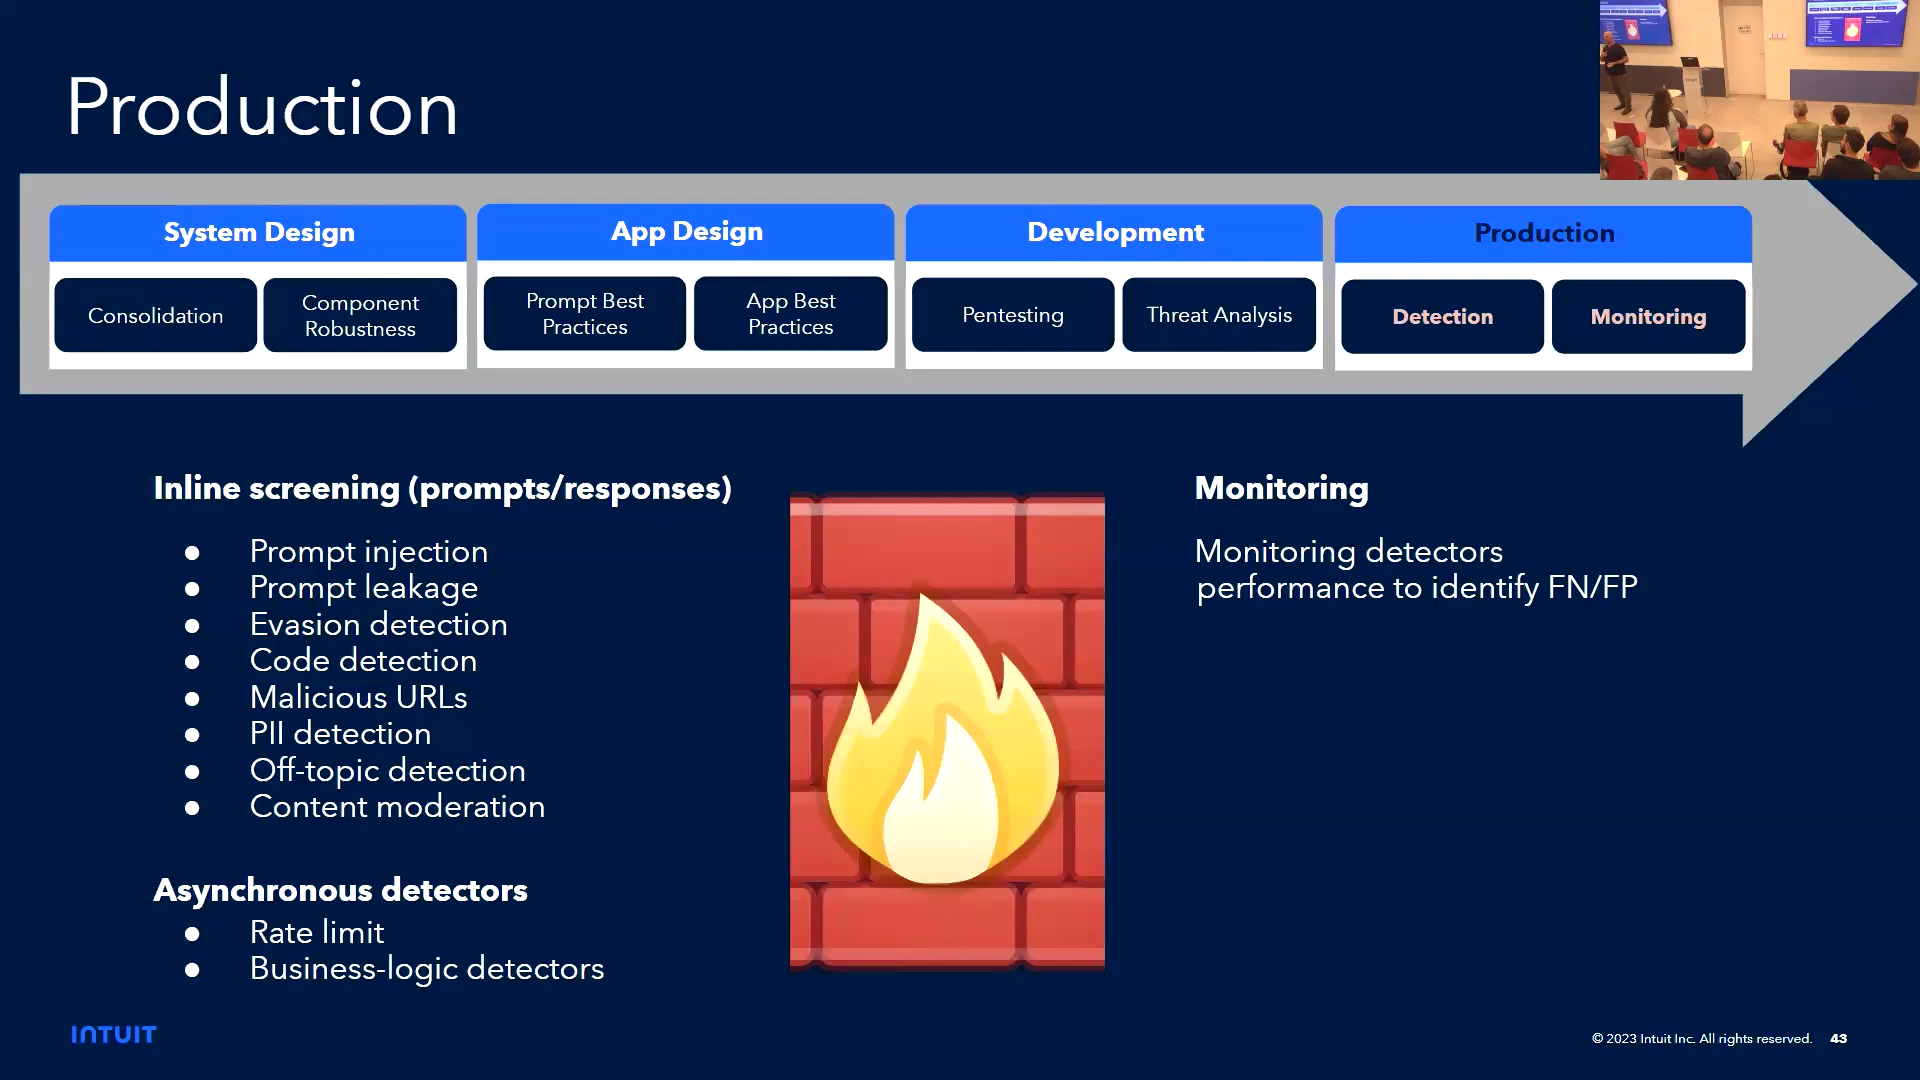 Production
System Design
App Design
Development
Production
Consolidation
Component
Robustness
Prompt Best
Practices
App Best
Practices
Pentesting
Threat Analysis
Detection
Monitoring
Inline screening (prompts/responses)
● Prompt injection
● Prompt leakage
● Evasion detection
● Code detection
● Malicious URLs
● PII detection
● Off-topic detection
● Content moderation
Asynchronous detectors
● Rate limit
● Business-logic detectors
Monitoring
Monitoring detectors
performance to identify FN/FP
INTUIT
© 2023 Intuit Inc. All rights reserved. 43